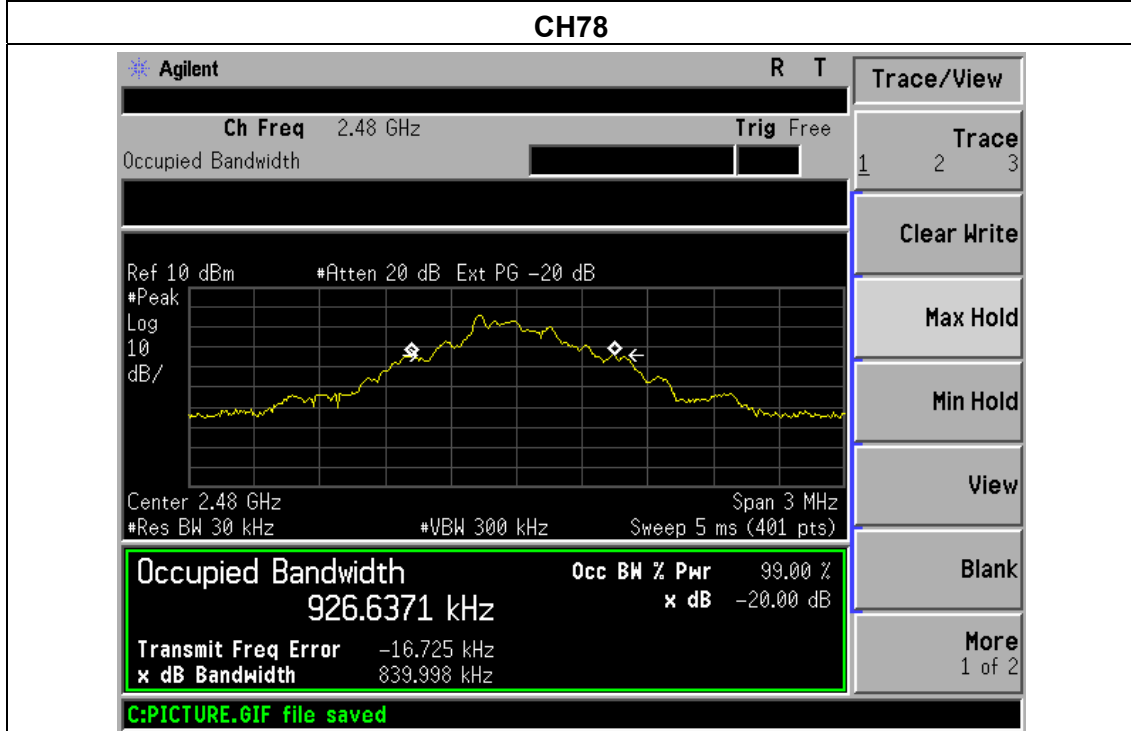 CH78
Agilent R T
Trace/View
Ch Freq 2.48 GHz Trig Free
Occupied Bandwidth
Trace
1 2 3
Clear Write
Ref 10 dBm #Atten 20 dB Ext PG -20 dB
#Peak
Log
10
dB/
Max Hold
Min Hold
View
Center 2.48 GHz Span 3 MHz
#Res BW 30 kHz #VBW 300 kHz Sweep 5 ms (401 pts)
Occupied Bandwidth
926.6371 kHz
Occ BW % Pwr 99.00 %
x dB -20.00 dB
Transmit Freq Error -16.725 kHz
x dB Bandwidth 839.998 kHz
Blank
More
1 of 2
C:PICTURE.GIF file saved